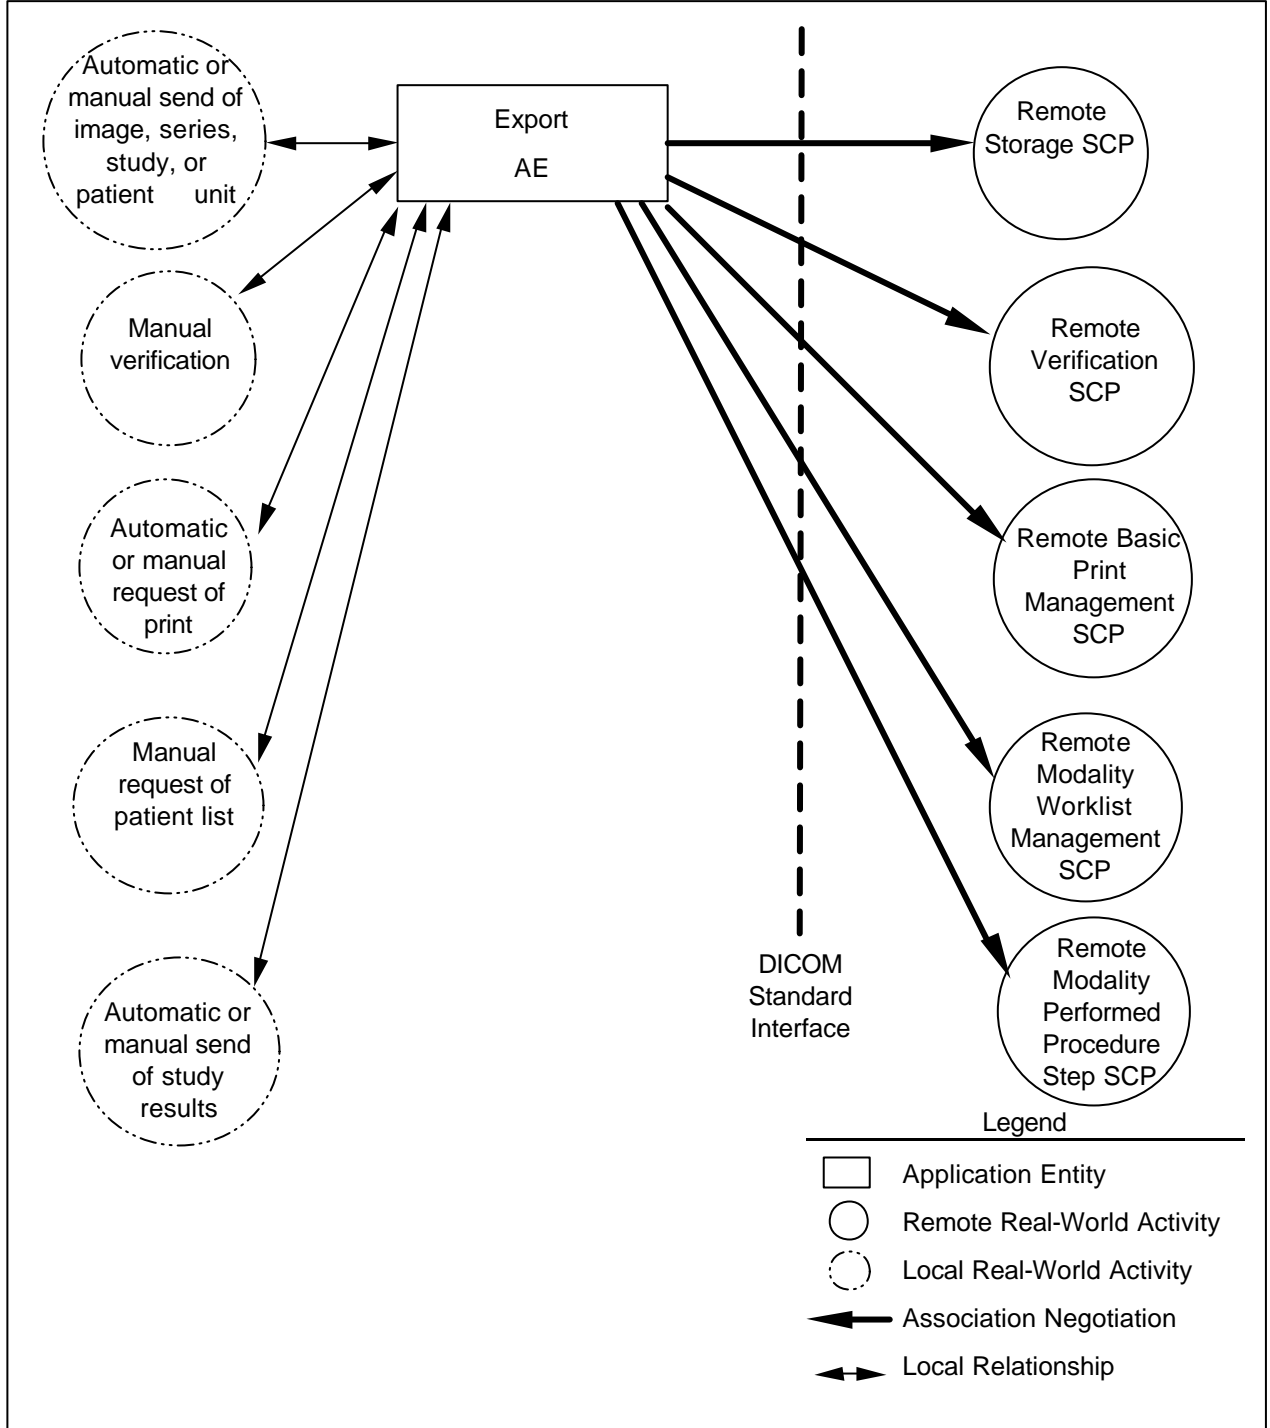 Automatic or
manual send of
image, series,
study, or
patient unit
Export
AE
Remote
Storage SCP
Manual
verification
Remote
Verification
SCP
Automatic
or manual
request of
print
Remote Basic
Print
Management
SCP
Manual
request of
patient list
Remote
Modality
Worklist
Management
SCP
Automatic or
manual send
of study
results
DICOM
Standard
Interface
Remote
Modality
Performed
Procedure
Step SCP
Legend
Application Entity
Remote Real-World Activity
Local Real-World Activity
Association Negotiation
Local Relationship